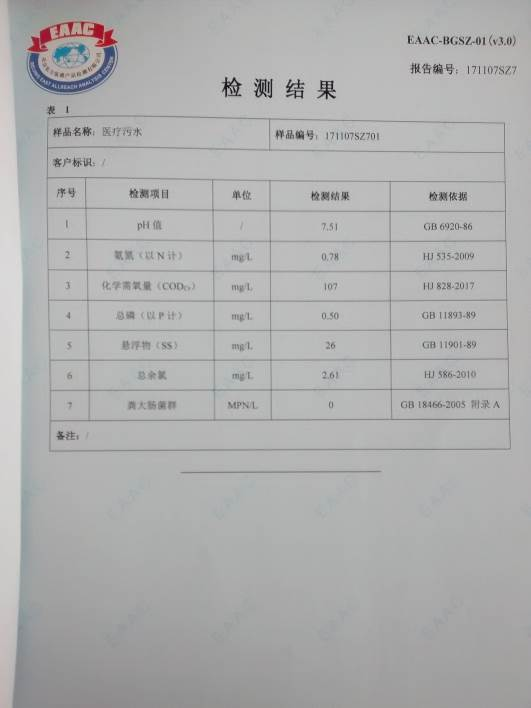 EAAC
BEIJING EAST ALLREACH ANALYSIS CENTER
EAAC-BGSZ-01(v3.0)
报告编号：171107SZ7
检测结果
表 1
样品名称：医疗污水 样品编号：171107SZ701
客户标识：/
序号 检测项目 单位 检测结果 检测依据
1 pH 值 / 7.51 GB 6920-86
2 氨氮（以 N 计） mg/L 0.78 HJ 535-2009
3 化学需氧量（CODCr） mg/L 107 HJ 828-2017
4 总磷（以 P 计） mg/L 0.50 GB 11893-89
5 悬浮物（SS） mg/L 26 GB 11901-89
6 总余氯 mg/L 2.61 HJ 586-2010
7 粪大肠菌群 MPN/L 0 GB 18466-2005 附录 A
备注：/